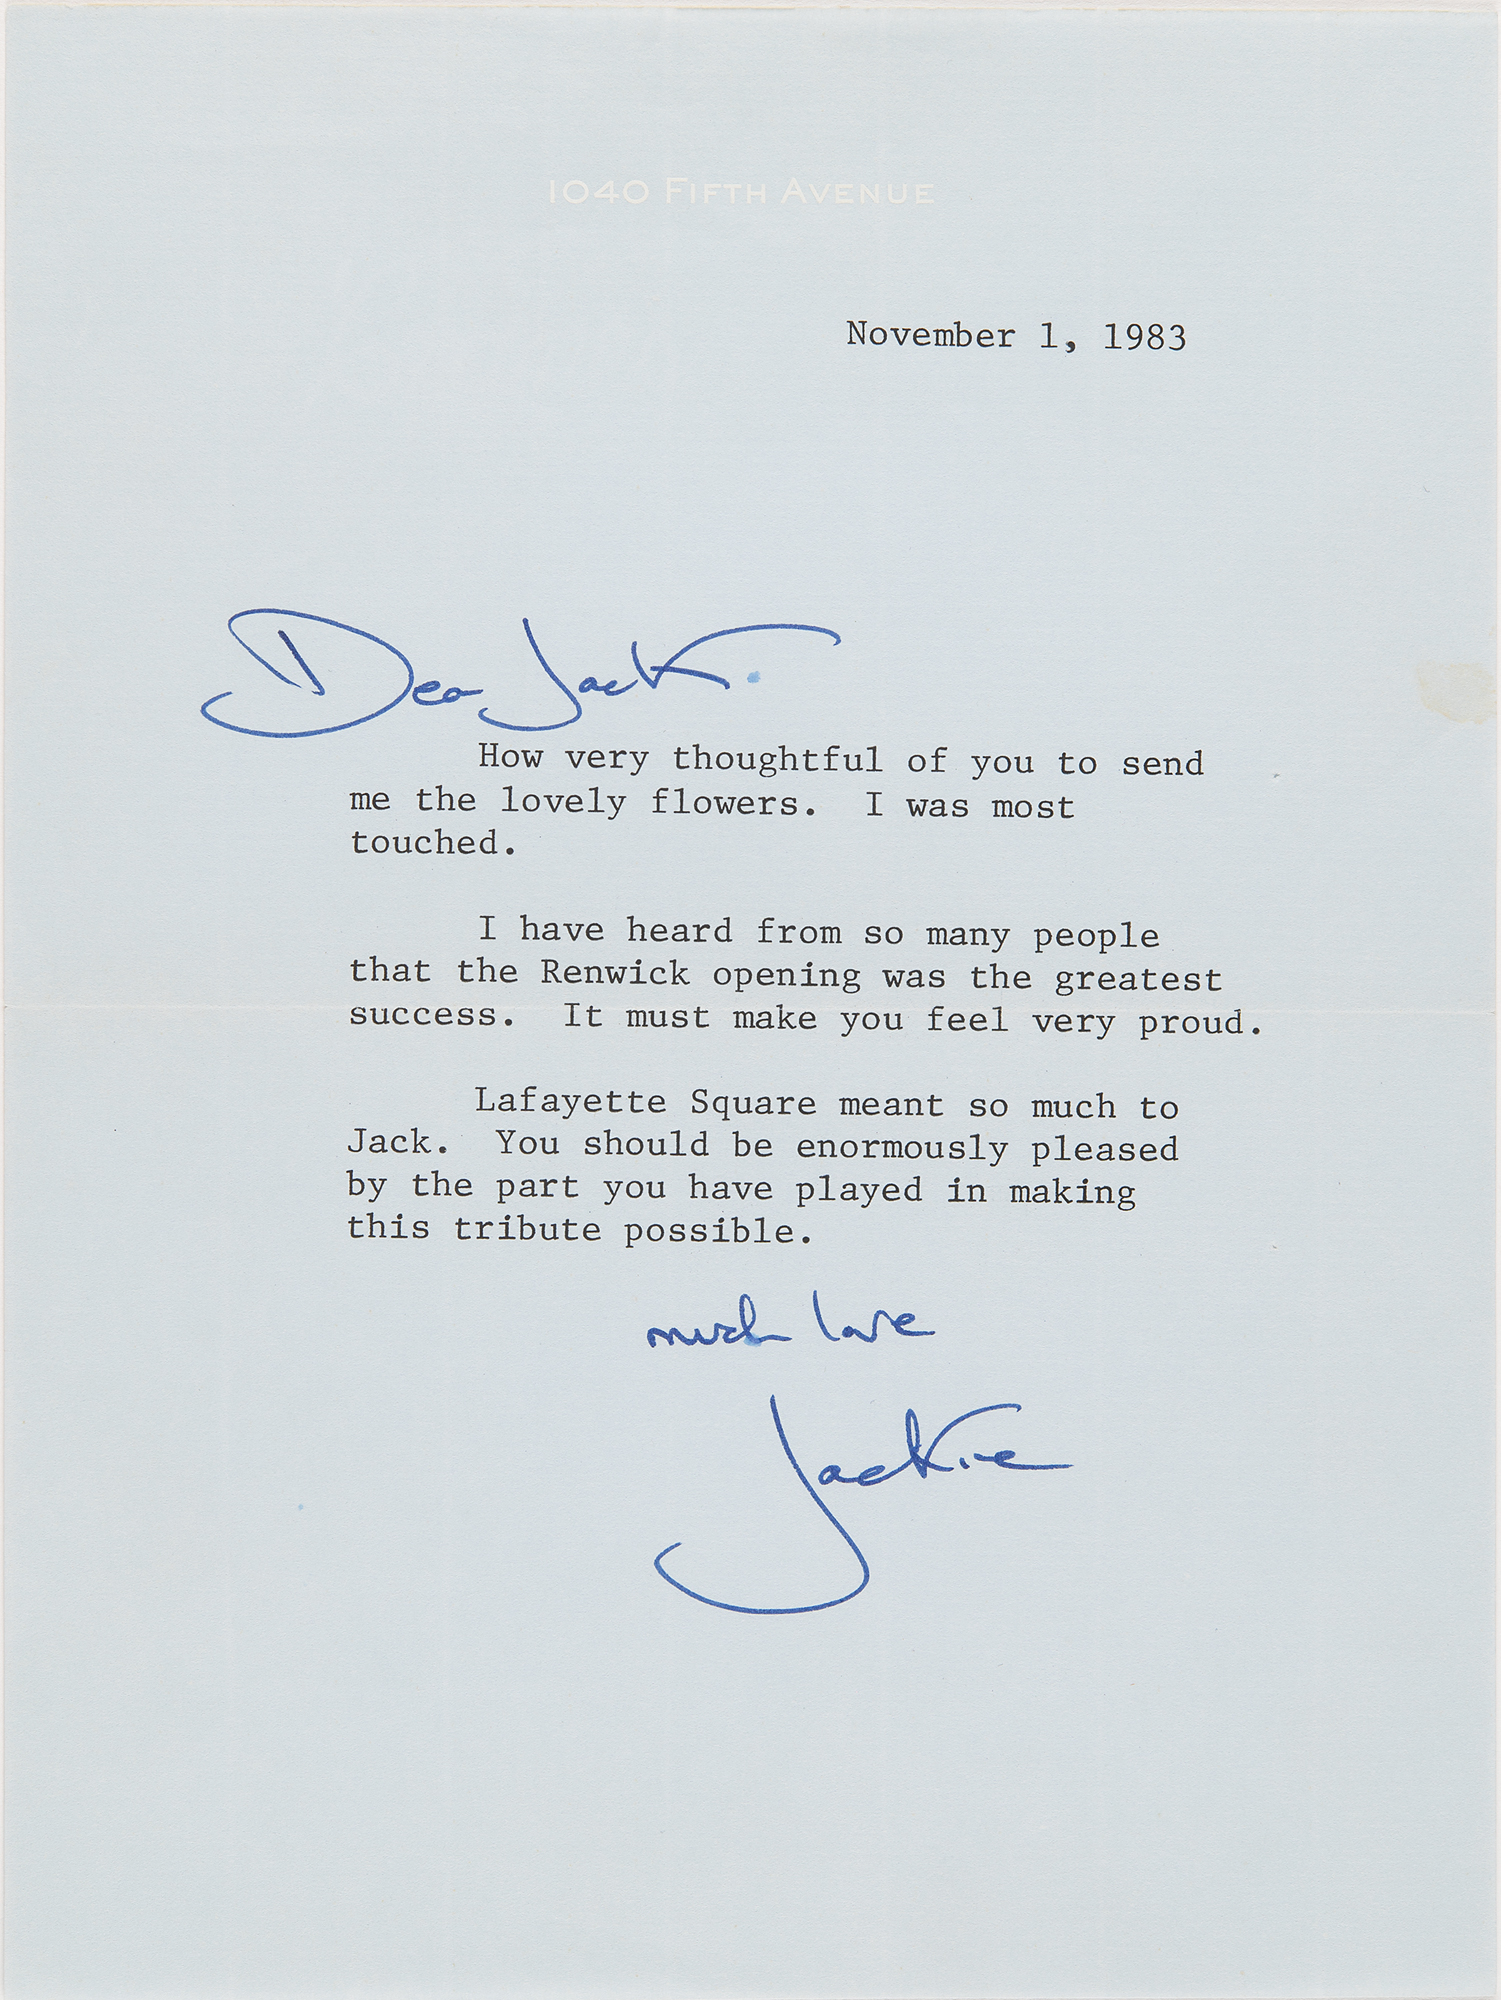 1040 FIFTH AVENUE
November 1, 1983
Dear Jack.
How very thoughtful of you to send
me the lovely flowers.  I was most
touched.
I have heard from so many people
that the Renwick opening was the greatest
success.  It must make you feel very proud.
Lafayette Square meant so much to
Jack.  You should be enormously pleased
by the part you have played in making
this tribute possible.
much love
Jackie